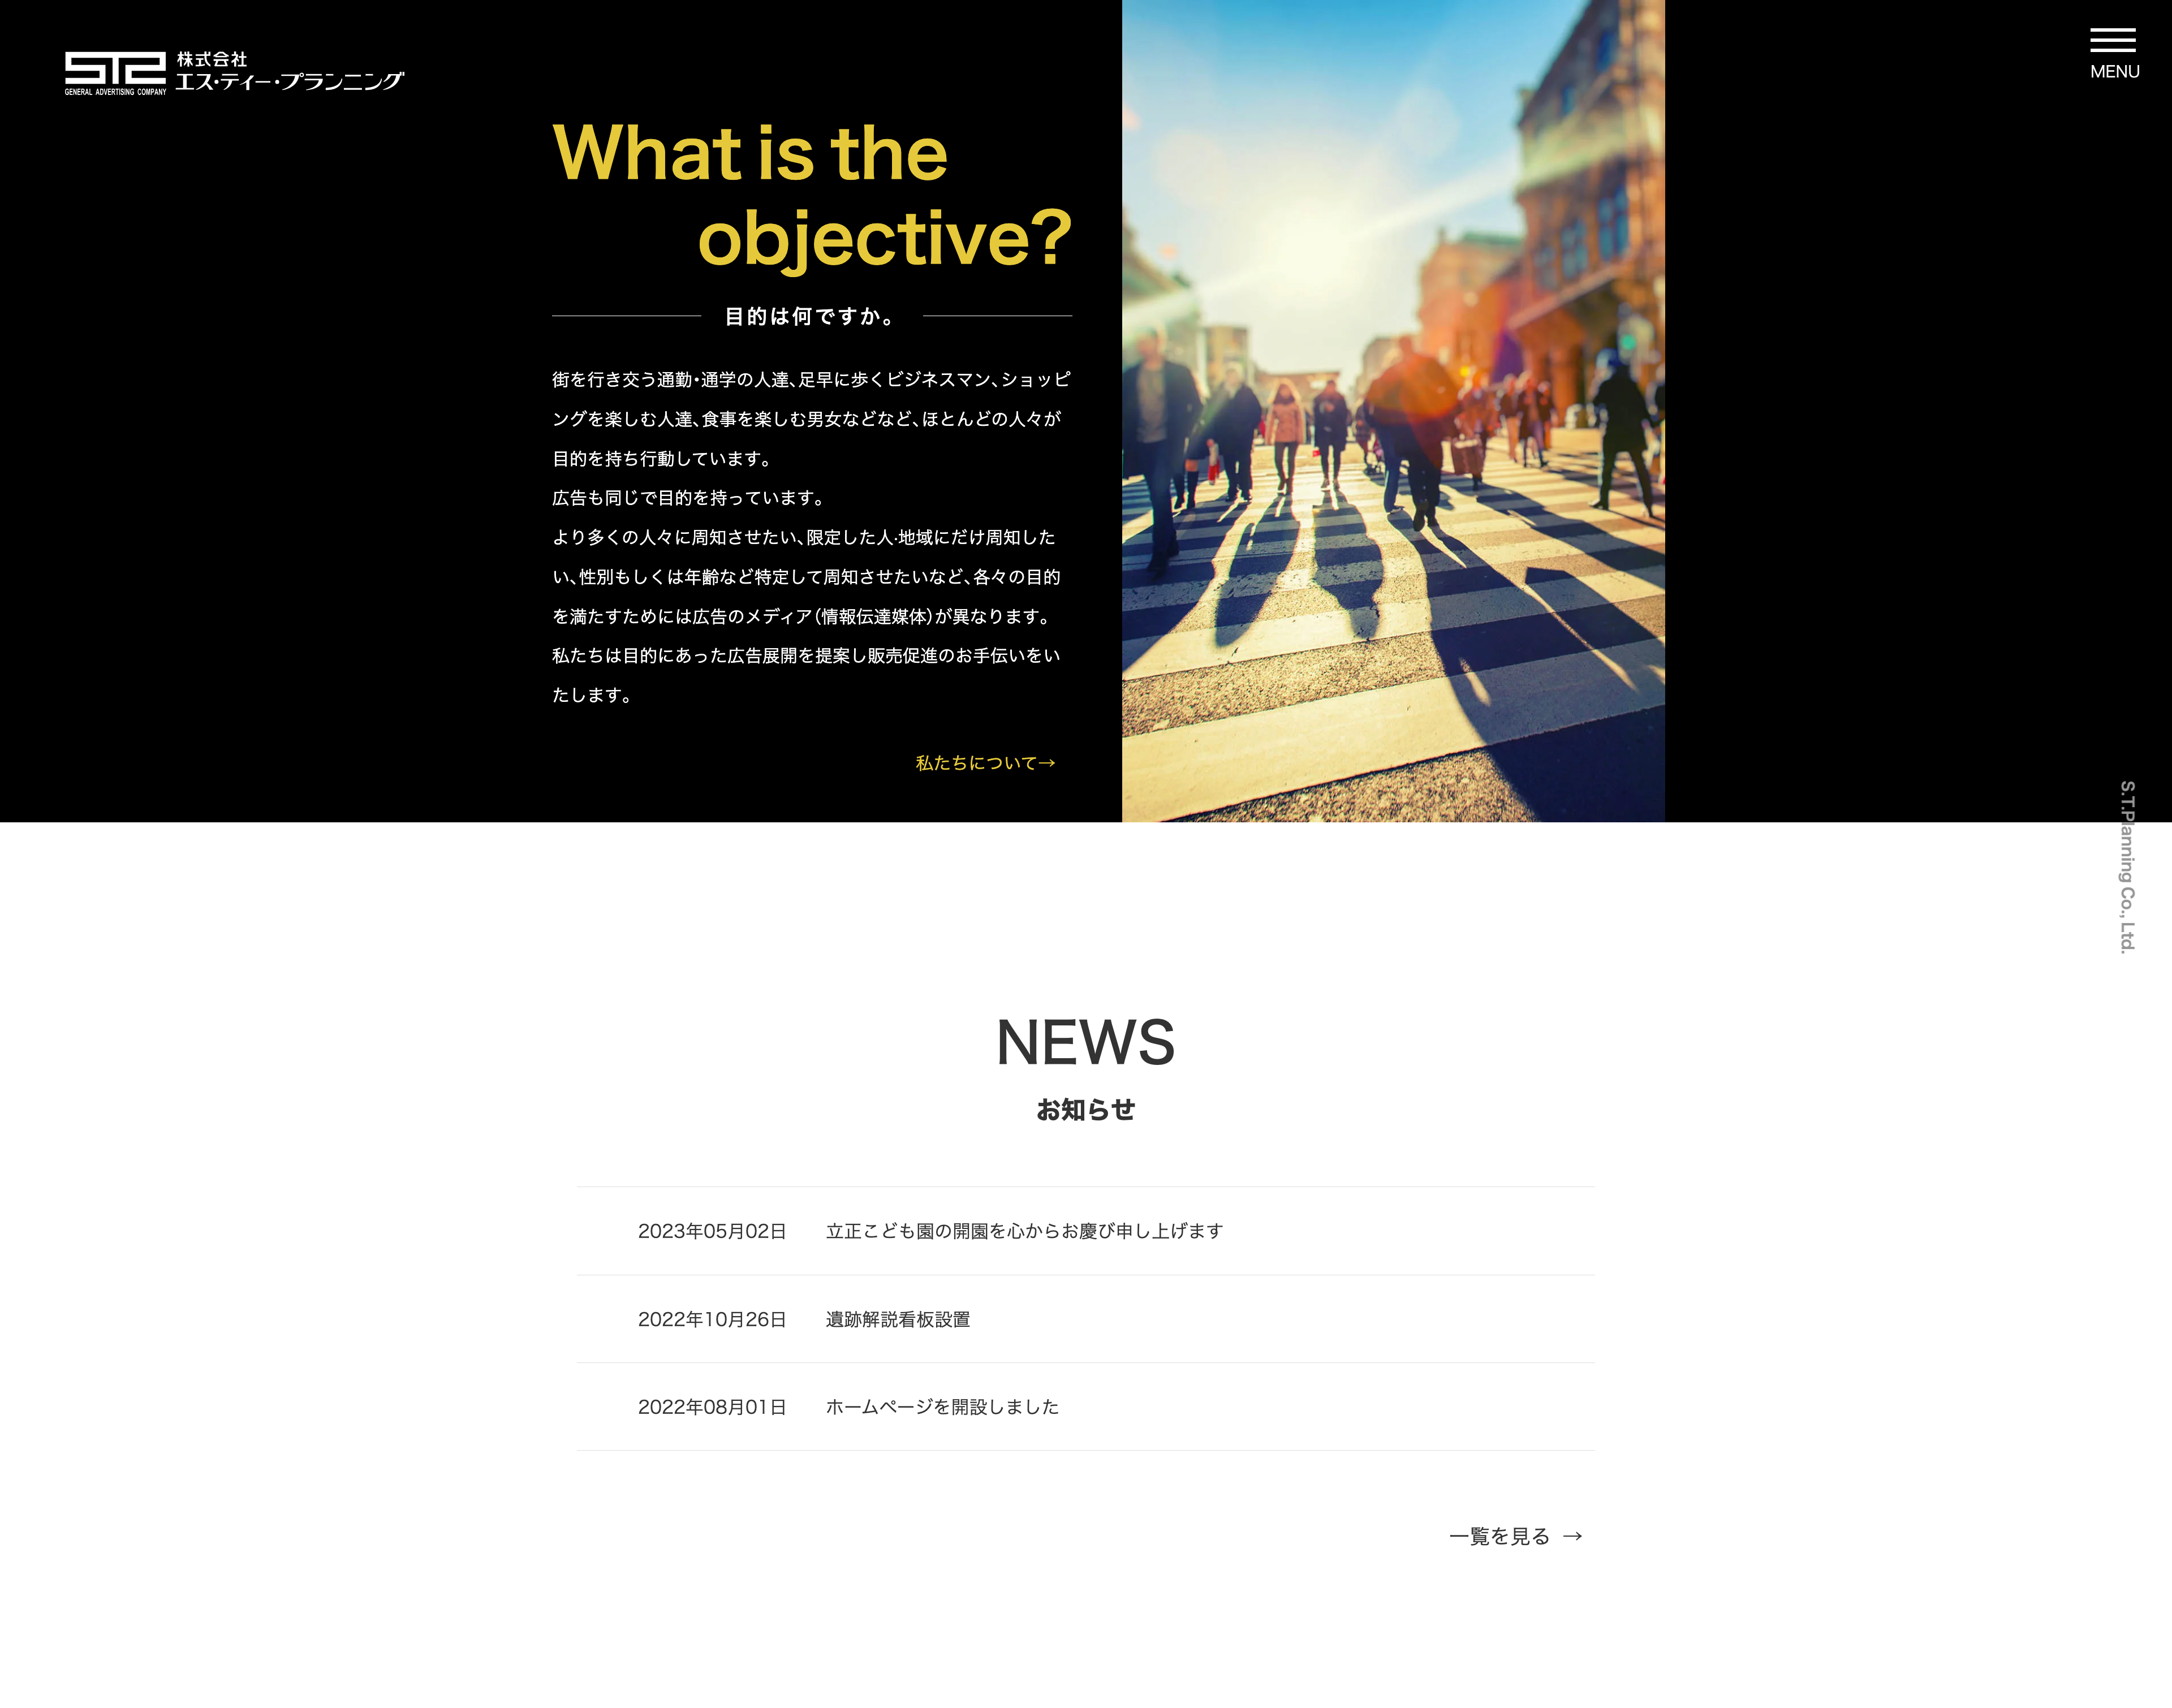 株式会社
エス・ティー・プランニング
GENERAL ADVERTISING COMPANY
MENU
What is the
objective?
目的は何ですか。
街を行き交う通勤・通学の人達、足早に歩くビジネスマン、ショッピ
ングを楽しむ人達、食事を楽しむ男女などなど、ほとんどの人々が
目的を持ち行動しています。
広告も同じで目的を持っています。
より多くの人々に周知させたい、限定した人·地域にだけ周知した
い、性別もしくは年齢など特定して周知させたいなど、各々の目的
を満たすためには広告のメディア（情報伝達媒体）が異なります。
私たちは目的にあった広告展開を提案し販売促進のお手伝いをい
たします。
私たちについて→
S.T.Planning Co., Ltd.
NEWS
お知らせ
2023年05月02日 立正こども園の開園を心からお慶び申し上げます
2022年10月26日 遺跡解説看板設置
2022年08月01日 ホームページを開設しました
一覧を見る →